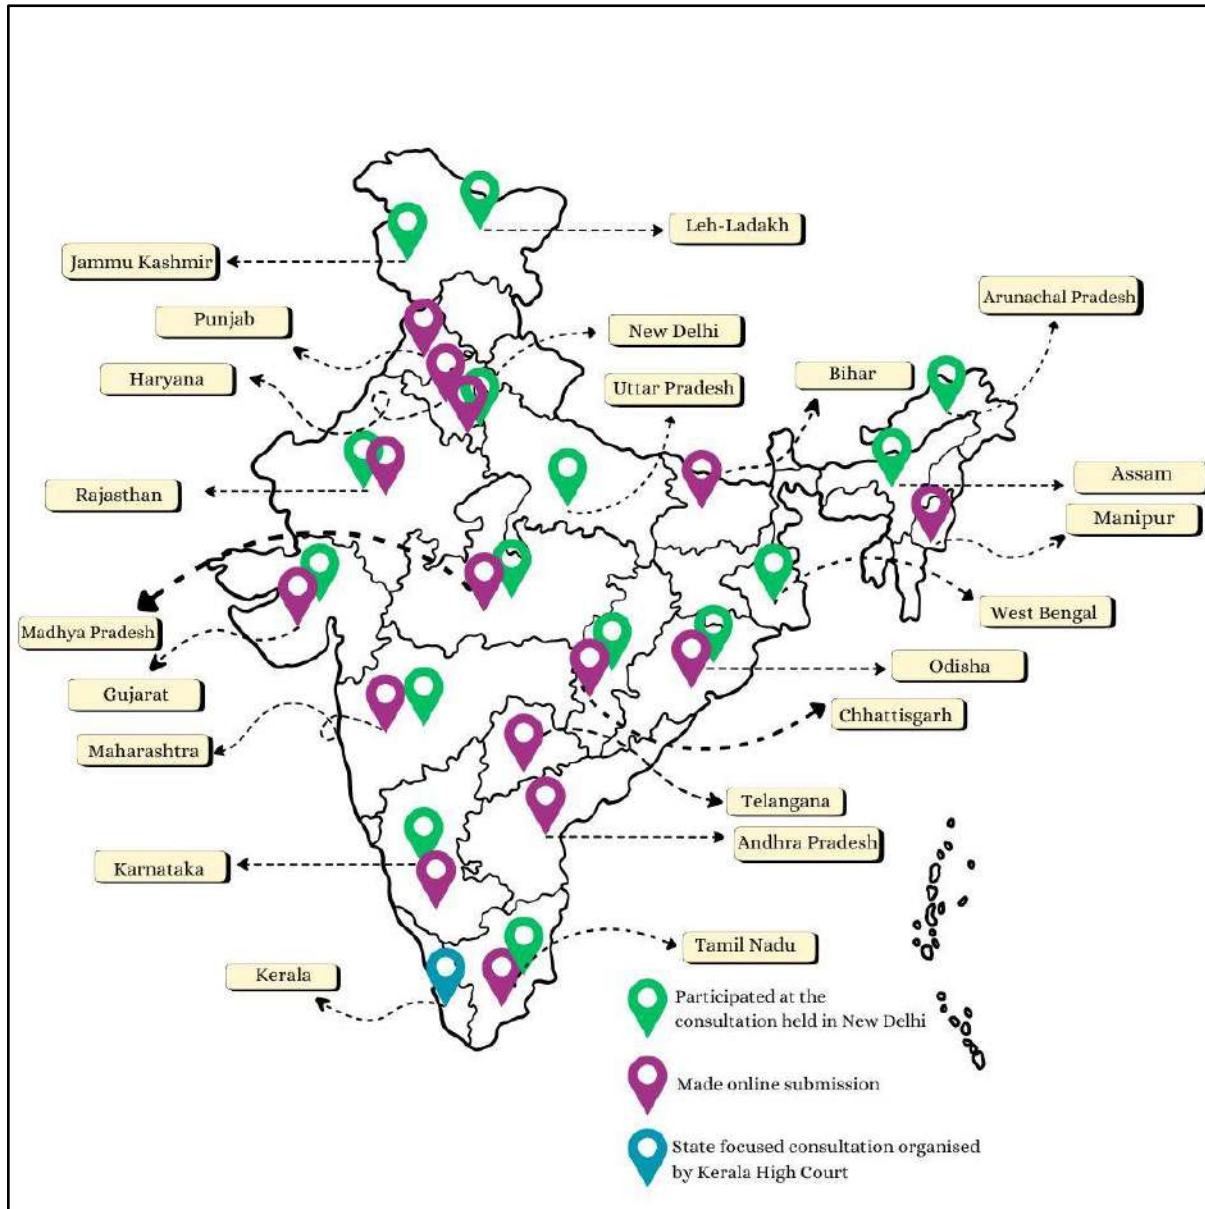 Leh-Ladakh
Jammu Kashmir
Arunachal Pradesh
Punjab
New Delhi
Haryana
Bihar
Uttar Pradesh
Assam
Rajasthan
Manipur
West Bengal
Madhya Pradesh
Odisha
Gujarat
Chhattisgarh
Maharashtra
Telangana
Andhra Pradesh
Karnataka
Tamil Nadu
Kerala
Participated at the
consultation held in New Delhi
Made online submission
State focused consultation organised
by Kerala High Court